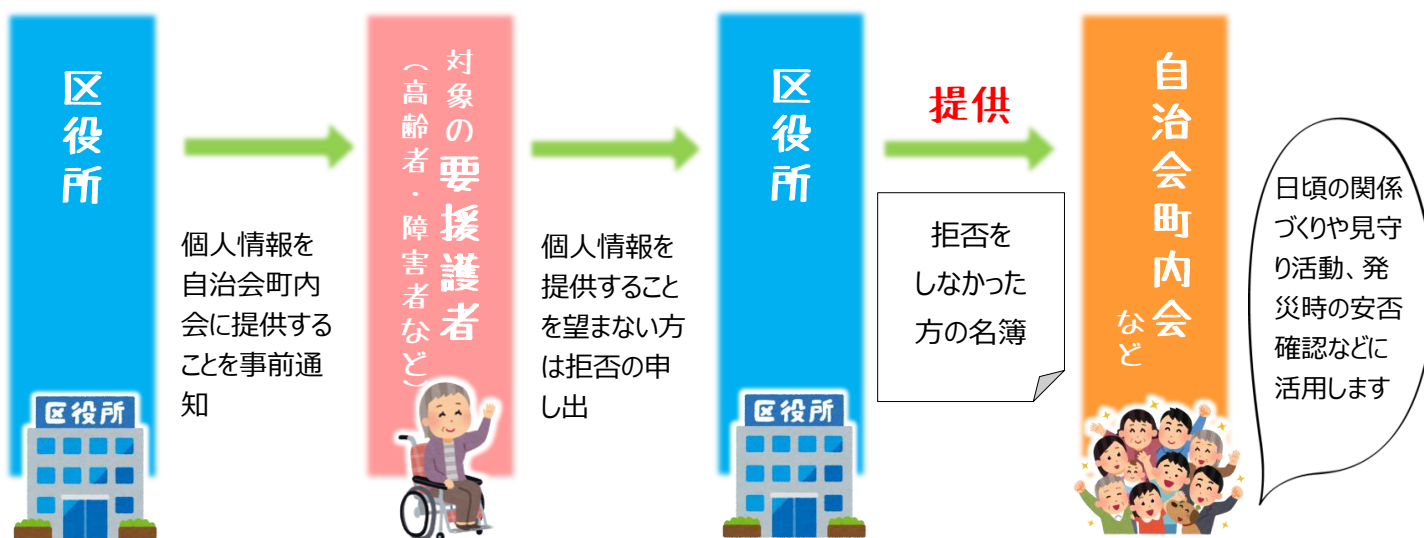 区役所
区役所
個人情報を
自治会町内
会に提供する
ことを事前通
知
対象の要援護者
（高齢者・障害者など）
個人情報を
提供すること
を望まない方
は拒否の申
し出
区役所
区役所
提供
拒否を
しなかった
方の名簿
自治会町内会
など
日頃の関係
づくりや見守
り活動、発
災時の安否
確認などに
活用します